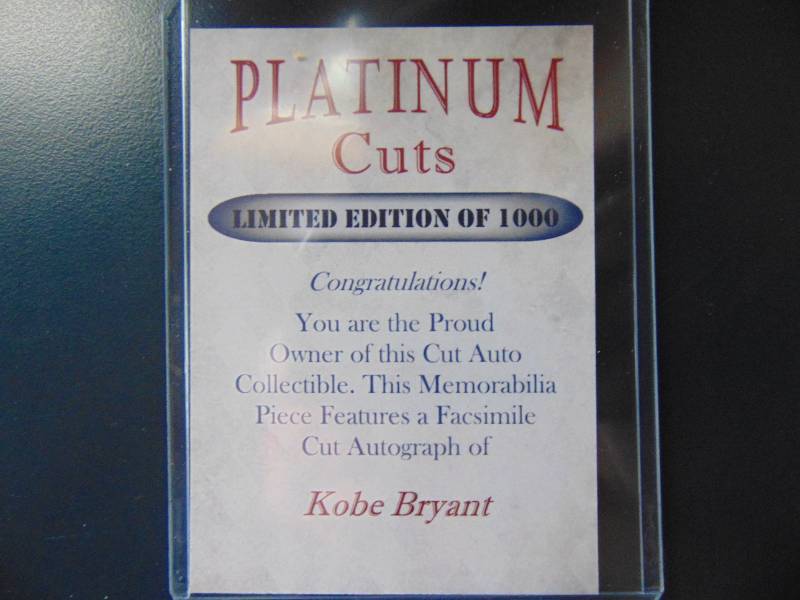 PLATINUM
Cuts
LIMITED EDITION OF 1000
Congratulations!
You are the Proud
Owner of this Cut Auto
Collectible. This Memorabilia
Piece Features a Facsimile
Cut Autograph of
Kobe Bryant